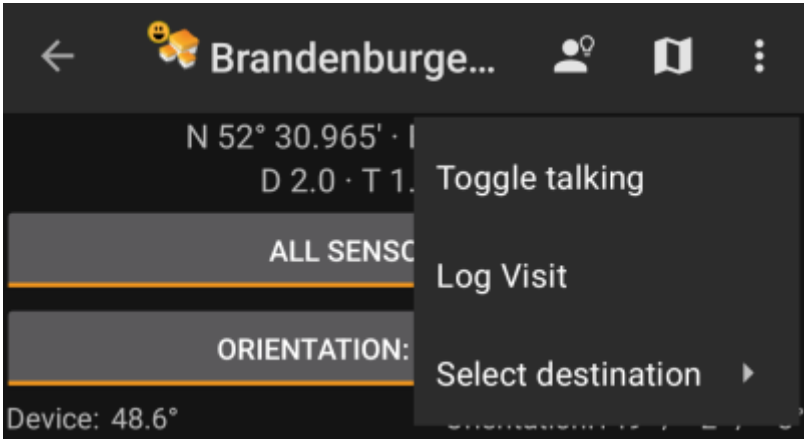 Brandenburge...
N 52° 30.965' ·
D 2.0 · T 1.
ALL SENSO
ORIENTATION:
Device: 48.6°
Toggle talking
Log Visit
Select destination